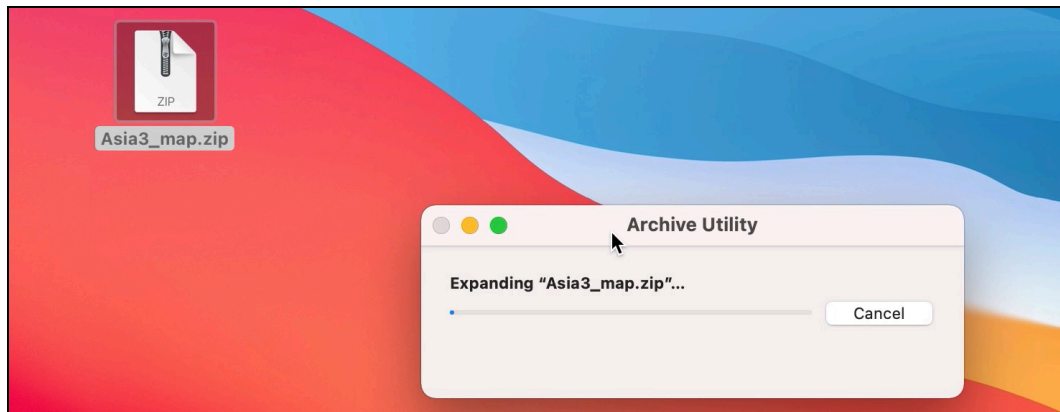 ZIP
Asia3_map.zip
Archive Utility
Expanding “Asia3_map.zip”...
Cancel